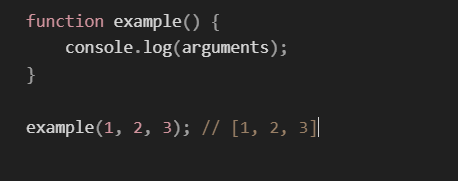 function example() {
    console.log(arguments);
}
example(1, 2, 3); // [1, 2, 3]